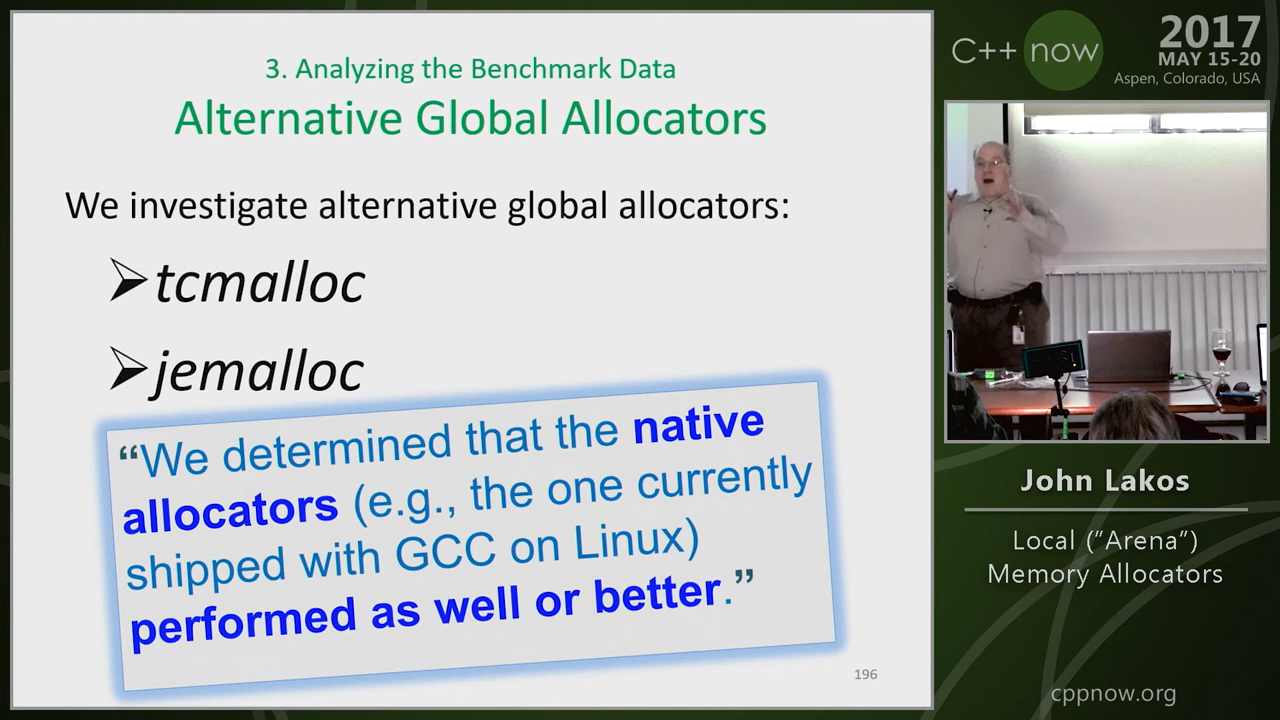 3. Analyzing the Benchmark Data
Alternative Global Allocators
We investigate alternative global allocators:
➢tcmalloc
➢jemalloc
“We determined that the native
allocators (e.g., the one currently
shipped with GCC on Linux)
performed as well or better.”
196
C++ now
2017
MAY 15-20
Aspen, Colorado, USA
John Lakos
Local (”Arena”)
Memory Allocators
cppnow.org